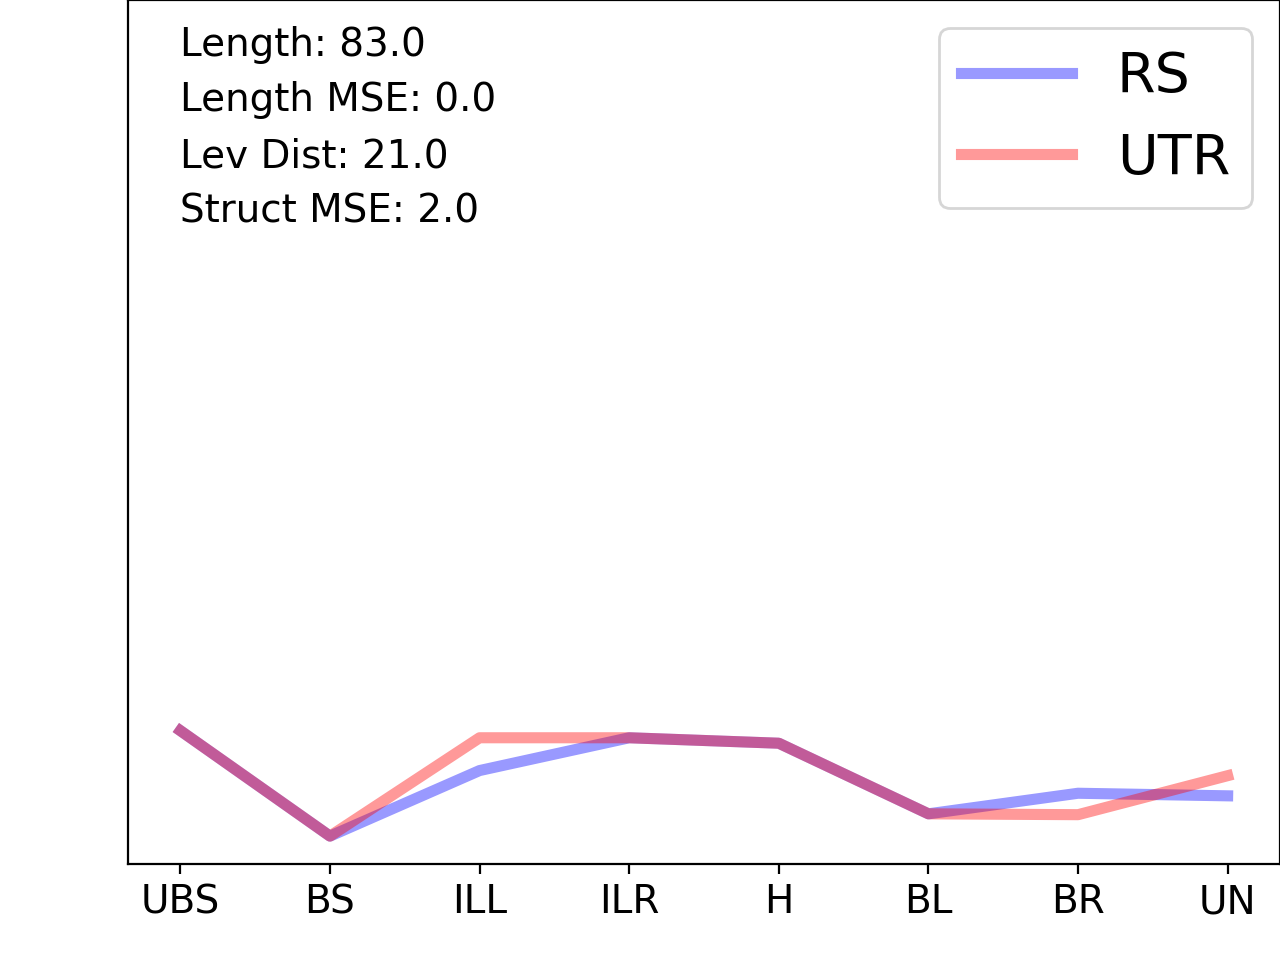 Length: 83.0
Length MSE: 0.0
Lev Dist: 21.0
Struct MSE: 2.0
RS
UTR
UBS BS ILL ILR H BL BR UN